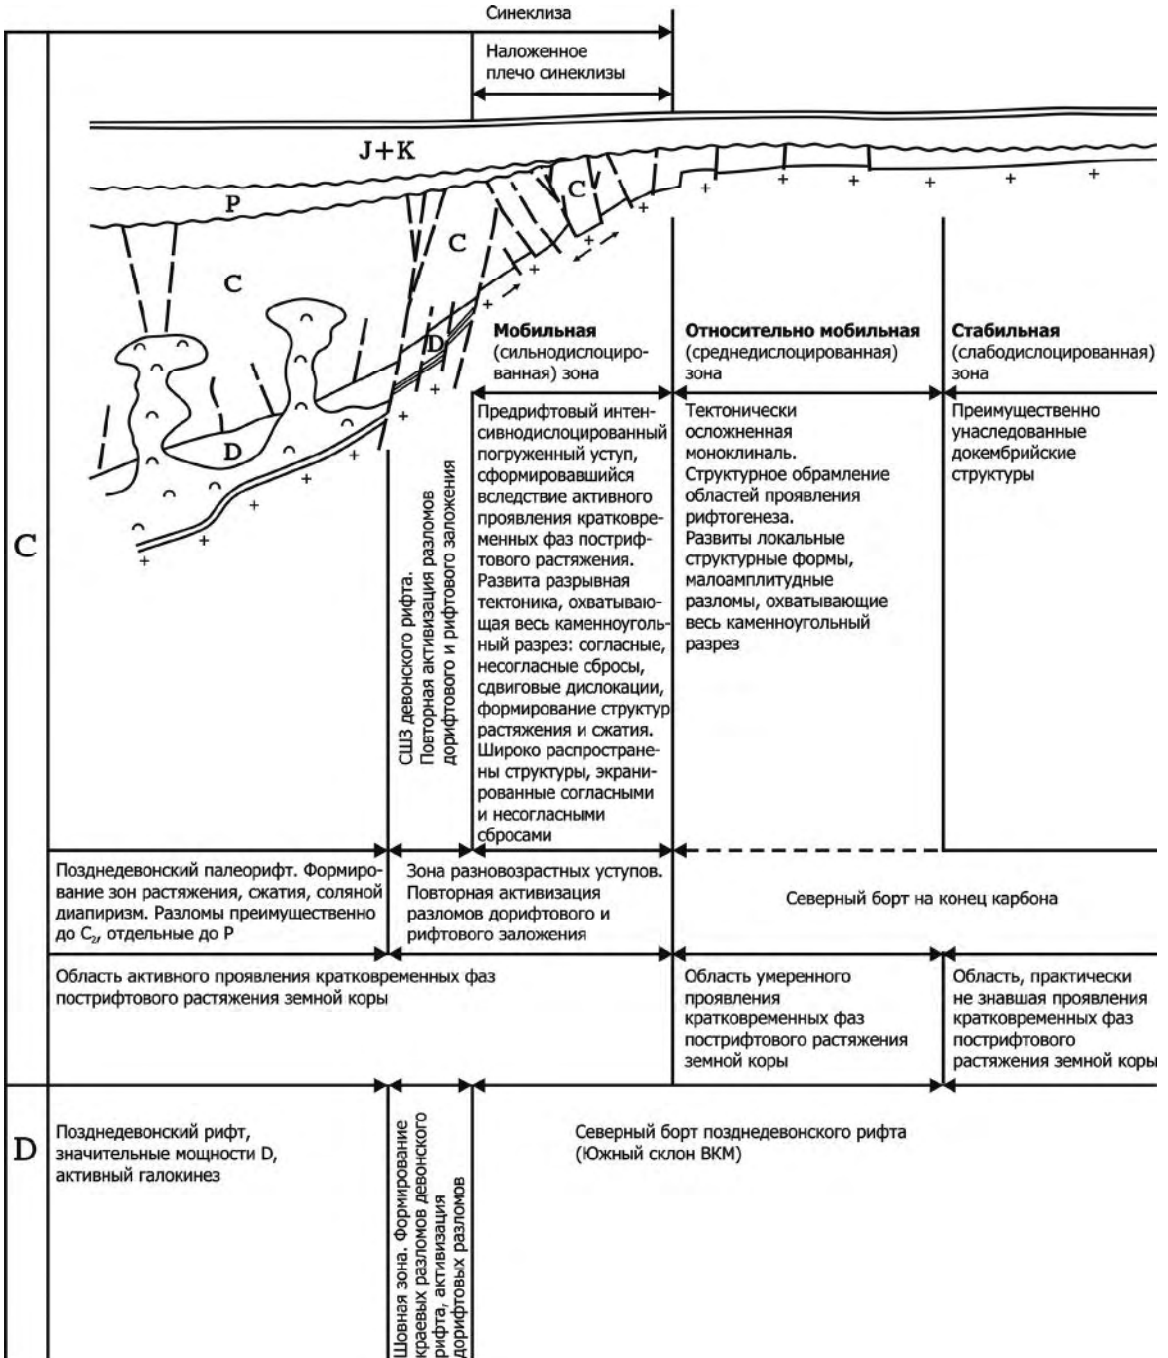 Синеклиза
Наложенное
плечо синеклизы
J+K
P
C
C
C
D
D
Мобильная
(сильнодислоциро-
ванная) зона
Относительно мобильная
(среднедислоцированная)
зона
Стабильная
(слабодислоцированная)
зона
C
СШЗ девонского рифта.
Повторная активизация разломов
дорифтового и рифтового заложения
Предрифтовый интен-
сивнодислоцированный
погруженный уступ,
сформировавшийся
вследствие активного
проявления кратковре-
менных фаз пострифо-
тового растяжения.
Развита разрывная
тектоника, охватываю-
щая весь каменноуголь-
ный разрез: согласные,
несогласные сбросы,
сдвиговые дислокации,
формирование структур
растяжения и сжатия.
Широко распростране-
ны структуры, экрани-
рованные согласными
и несогласными
сбросами
Тектонически
осложненная
моноклиналь.
Структурное обрамление
областей проявления
рифтогенеза.
Развиты локальные
структурные формы,
малоамплитудные
разломы, охватывающие
весь каменноугольный
разрез
Преимущественно
унаследованные
докембрийские
структуры
Позднедевонский палеорифт. Формиро-
вание зон растяжения, сжатия, соляной
диапиризм. Разломы преимущественно
до C₂, отдельные до P
Зона разновозрастных уступов.
Повторная активизация
разломов дорифтового и
рифтового заложения
Северный борт на конец карбона
Область активного проявления кратковременных фаз
пострифтового растяжения земной коры
Область умеренного
проявления
кратковременных фаз
пострифтового растяжения
земной коры
Область, практически
не знавшая проявления
кратковременных фаз
пострифтового
растяжения земной коры
D
Позднедевонский рифт,
значительные мощности D,
активный галокинез
Шовная зона. Формирование
краевых разломов девонского
рифта, активизация
дорифтовых разломов
Северный борт позднедевонского рифта
(Южный склон ВКМ)